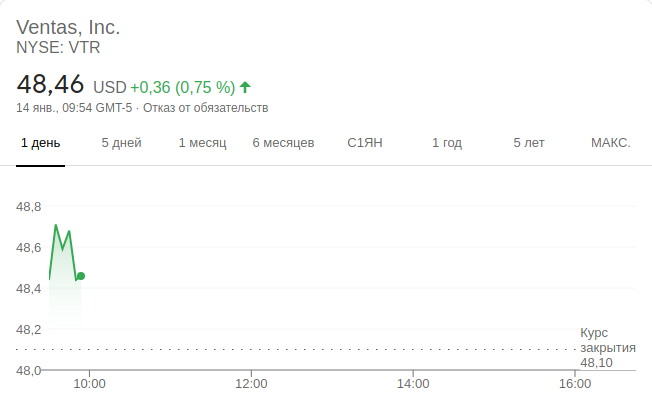 Ventas, Inc.
NYSE: VTR
48,46 USD +0,36 (0,75 %)
14 янв., 09:54 GMT-5 · Отказ от обязательств
1 день 5 дней 1 месяц 6 месяцев С1ЯН 1 год 5 лет МАКС.
48,8
48,6
48,4
48,2
Курс
закрытия
48,10
48,0
10:00 12:00 14:00 16:00